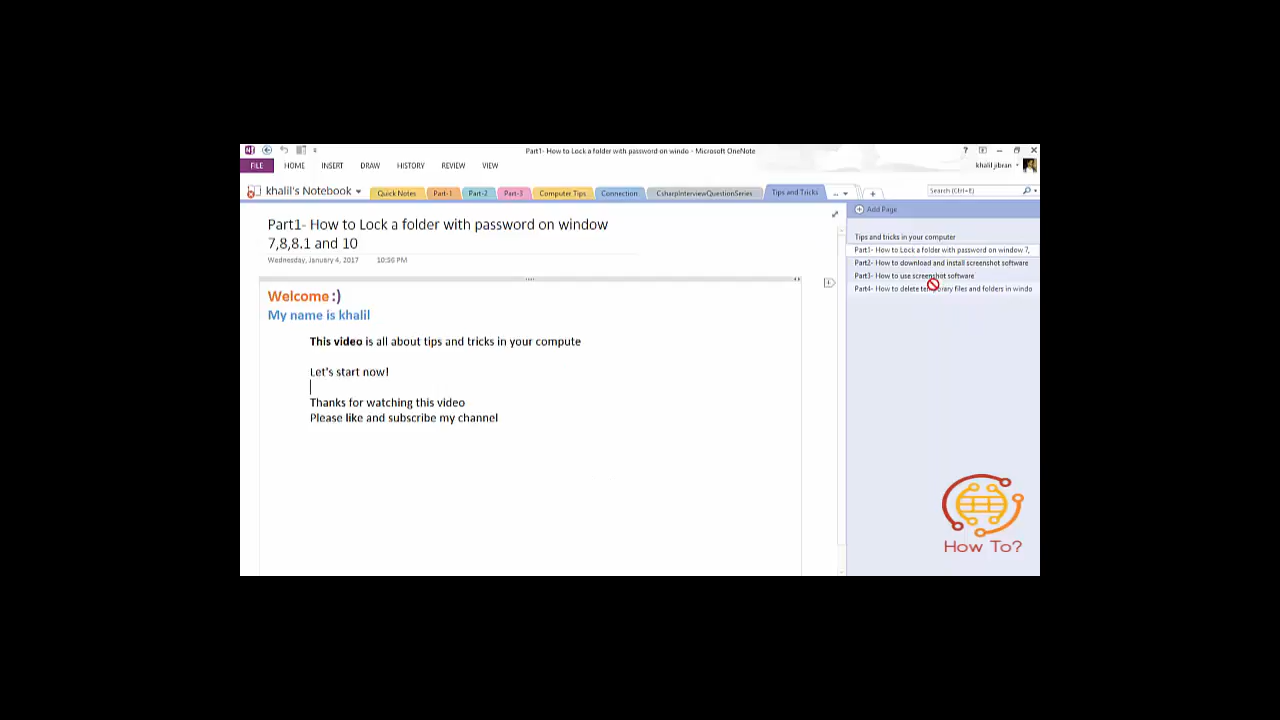 Part1- How to Lock a folder with password on windo - Microsoft OneNote
FILE HOME INSERT DRAW HISTORY REVIEW VIEW
khalil jibran
khalil's Notebook
Quick Notes Part-1 Part-2 Part-3 Computer Tips Connection CsharpInterviewQuestionSeries Tips and Tricks ...
Search (Ctrl+E)
Part1- How to Lock a folder with password on window
7,8,8.1 and 10
Wednesday, January 4, 2017 10:36 PM
Welcome :)
My name is khalil
This video is all about tips and tricks in your compute
Let's start now!
Thanks for watching this video
Please like and subscribe my channel
Add Page
Tips and tricks in your computer
Part1- How to Lock a folder with password on window 7,
Part2- How to download and install screenshot software
Part3- How to use screenshot software
Part4- How to delete temporary files and folders in windo
How To?